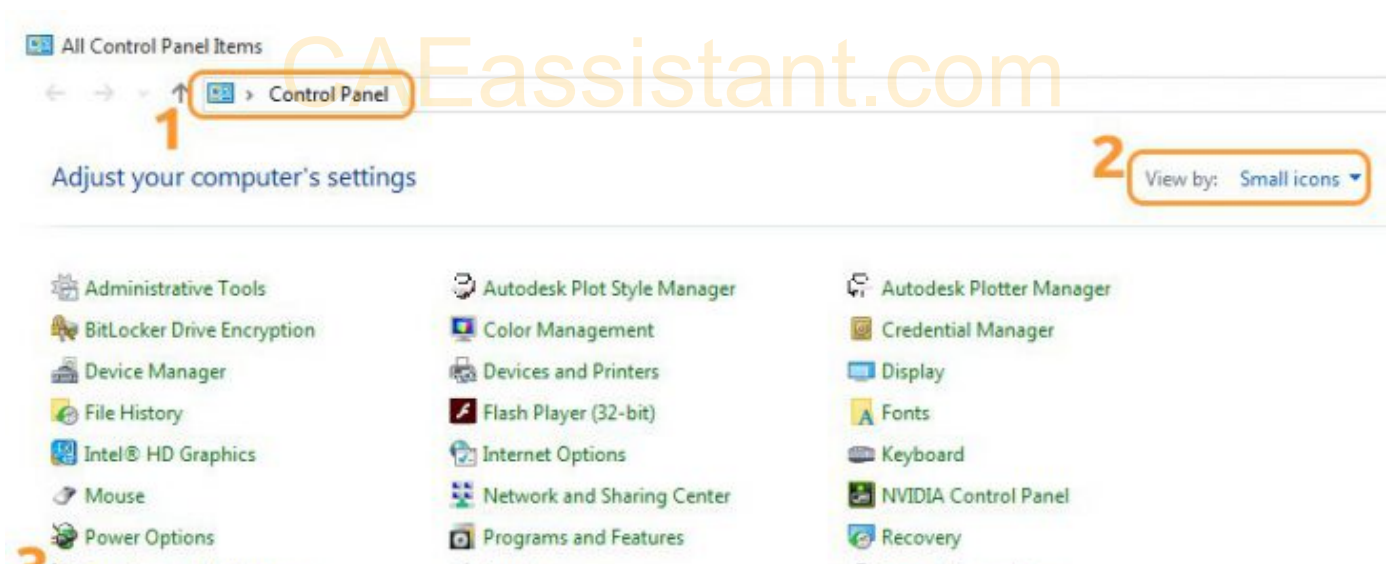 All Control Panel Items
CAEassistant.com
> Control Panel
1
2
Adjust your computer's settings
View by: Small icons
Administrative Tools
Autodesk Plot Style Manager
Autodesk Plotter Manager
BitLocker Drive Encryption
Color Management
Credential Manager
Device Manager
Devices and Printers
Display
File History
Flash Player (32-bit)
Fonts
Intel® HD Graphics
Internet Options
Keyboard
Mouse
Network and Sharing Center
NVIDIA Control Panel
Power Options
Programs and Features
Recovery
3